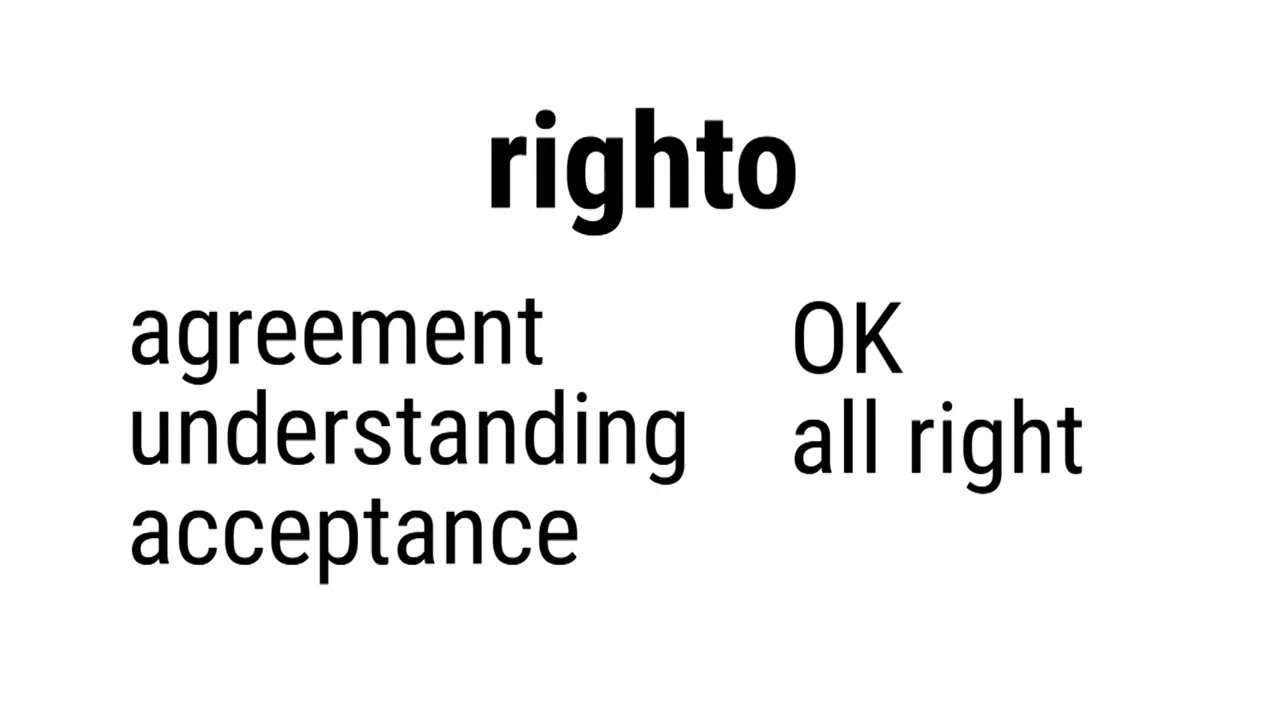 righto
agreement
understanding
acceptance
OK
all right